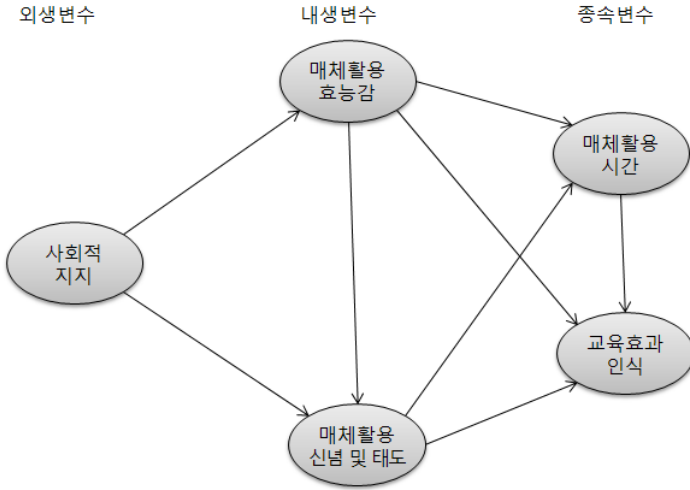 외생변수
내생변수
종속변수
매체활용
효능감
매체활용
시간
사회적
지지
교육효과
인식
매체활용
신념 및 태도